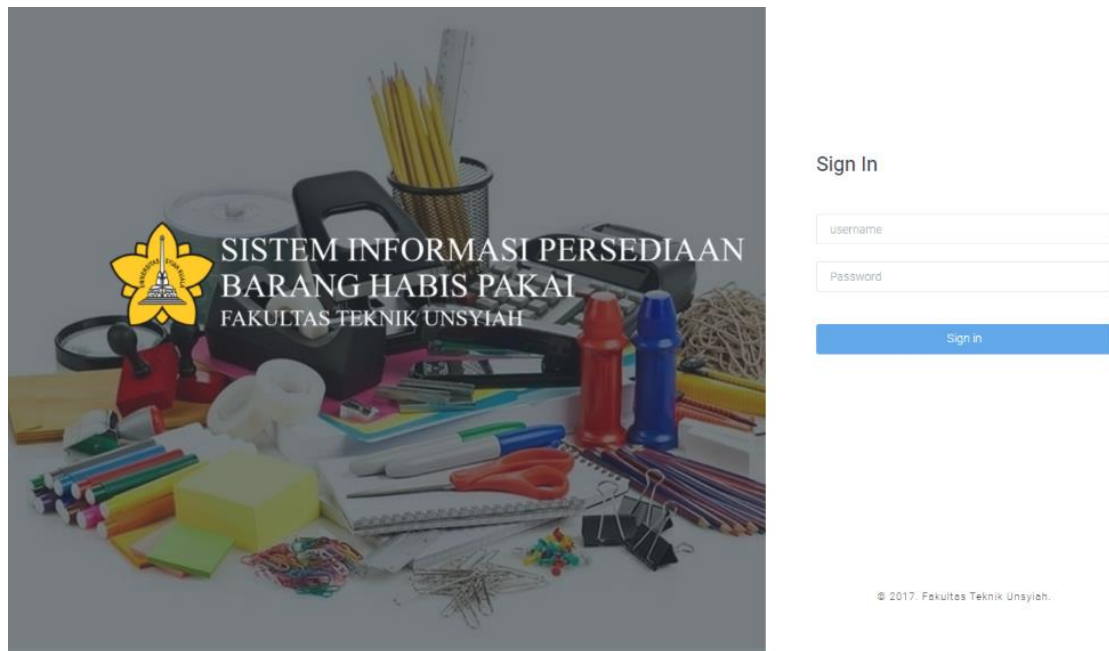 SISTEM INFORMASI PERSEDIAAN
BARANG HABIS PAKAI
FAKULTAS TEKNIK UNSYIAH
Sign In
username
Password
Sign in
© 2017. Fakultas Teknik Unsyiah.